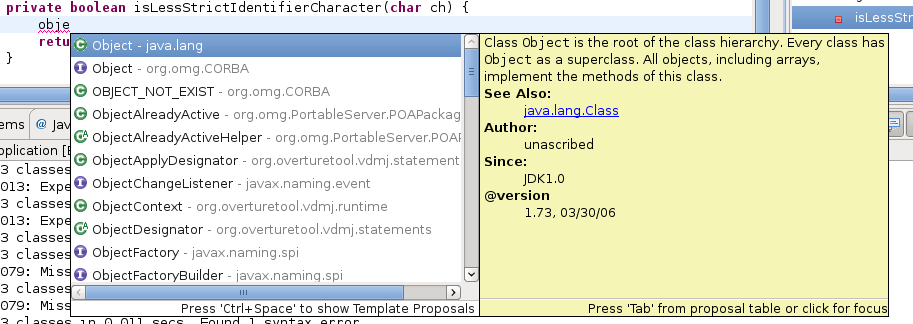 private boolean isLessStrictIdentifierCharacter(char ch) {
obje
retu
}
isLessStri
Object - java.lang
Object - org.omg.CORBA
OBJECT_NOT_EXIST - org.omg.CORBA
ObjectAlreadyActive - org.omg.PortableServer.POAPackag
ObjectAlreadyActiveHelper - org.omg.PortableServer.POAP
ObjectApplyDesignator - org.overturetool.vdmj.statement
ObjectChangeListener - javax.naming.event
ObjectContext - org.overturetool.vdmj.runtime
ObjectDesignator - org.overturetool.vdmj.statements
ObjectFactory - javax.naming.spi
ObjectFactoryBuilder - javax.naming.spi
Press 'Ctrl+Space' to show Template Proposals
Class Object is the root of the class hierarchy. Every class has
Object as a superclass. All objects, including arrays,
implement the methods of this class.
See Also:
java.lang.Class
Author:
unascribed
Since:
JDK1.0
@version
1.73, 03/30/06
Press 'Tab' from proposal table or click for focus
ems
@ Jav
pplication [E
3 classes
013: Expe
3 classes
013: Expe
3 classes
3 classes
079: Miss
3 classes
079: Miss
3 classes in 0.011 secs. Found 1 syntax error